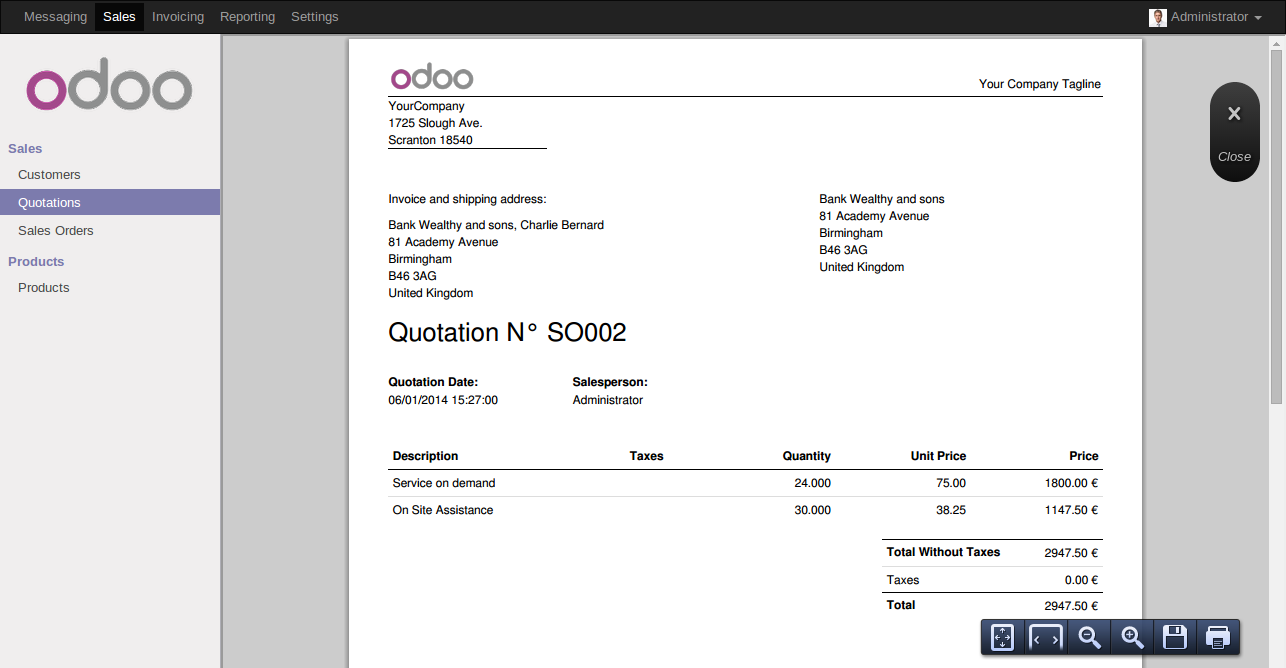 Messaging Sales Invoicing Reporting Settings Administrator
odoo
Sales
Customers
Quotations
Sales Orders
Products
Products
odoo
Your Company Tagline
YourCompany
1725 Slough Ave.
Scranton 18540
Close
Invoice and shipping address:
Bank Wealthy and sons, Charlie Bernard
81 Academy Avenue
Birmingham
B46 3AG
United Kingdom
Bank Wealthy and sons
81 Academy Avenue
Birmingham
B46 3AG
United Kingdom
Quotation N° SO002
Quotation Date: Salesperson:
06/01/2014 15:27:00 Administrator
Description Taxes Quantity Unit Price Price
Service on demand 24.000 75.00 1800.00 €
On Site Assistance 30.000 38.25 1147.50 €
Total Without Taxes 2947.50 €
Taxes 0.00 €
Total 2947.50 €